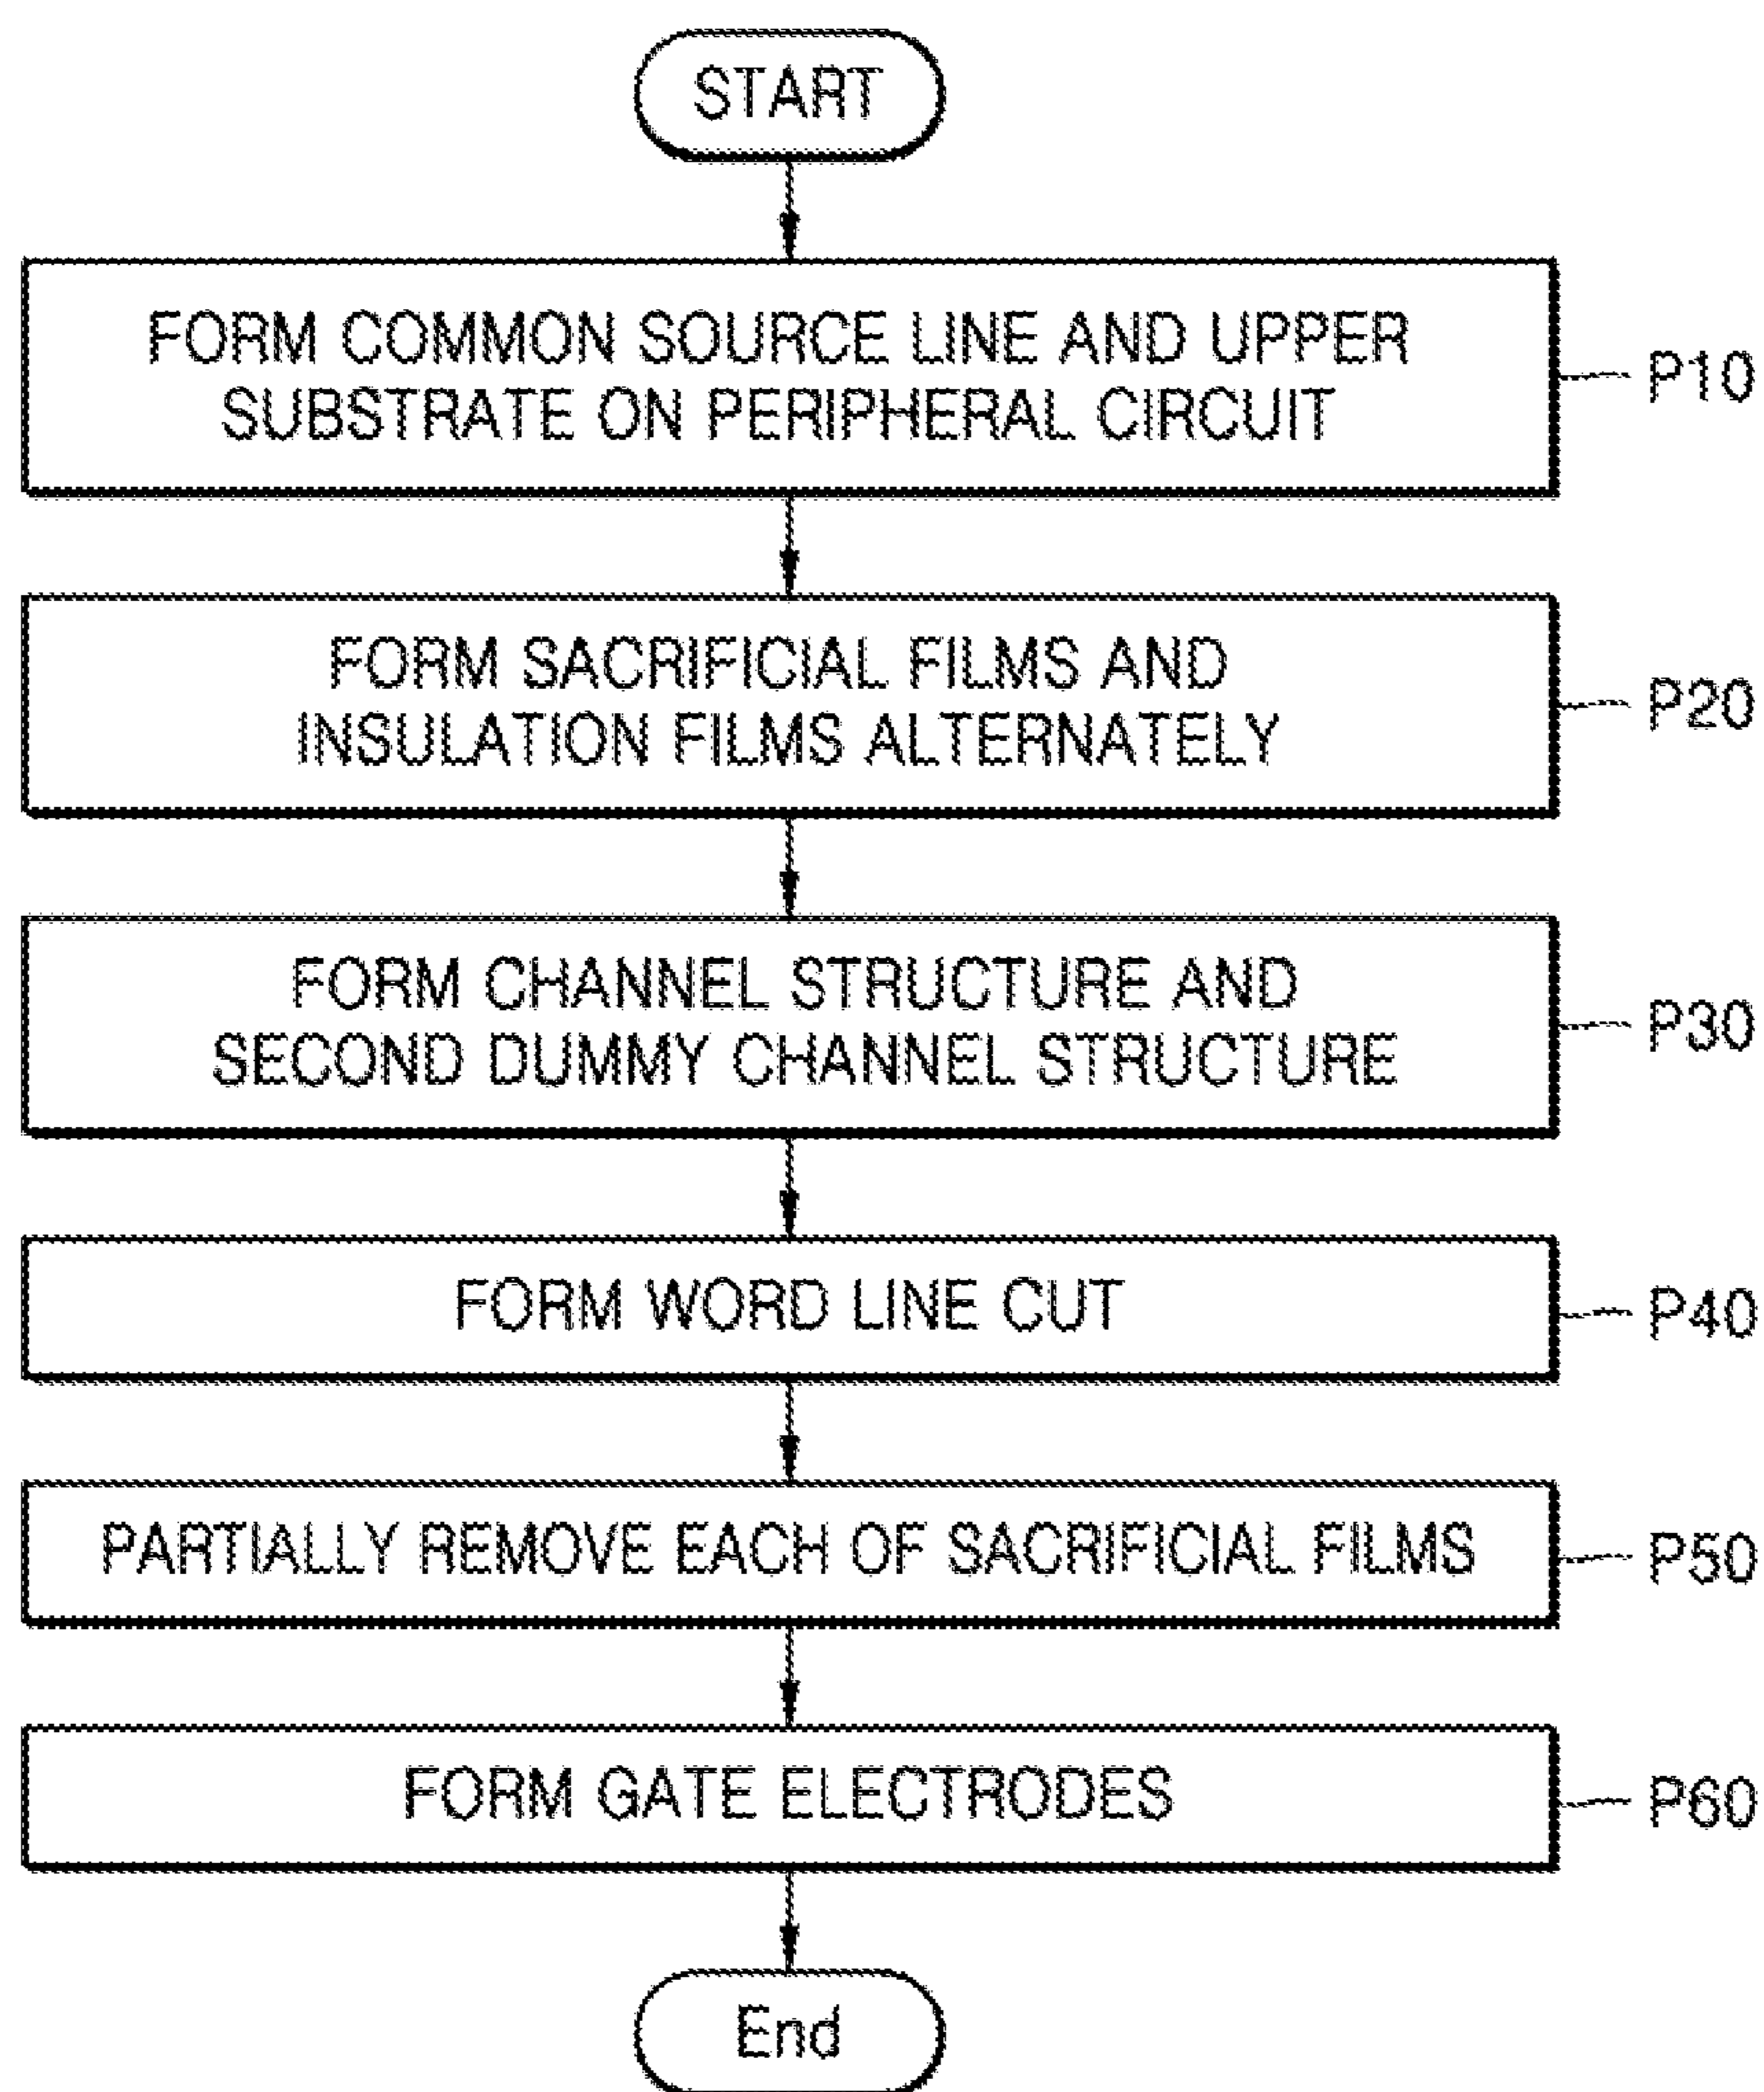 START
FORM COMMON SOURCE LINE AND UPPER
SUBSTRATE ON PERIPHERAL CIRCUIT
P10
FORM SACRIFICIAL FILMS AND
INSULATION FILMS ALTERNATELY
P20
FORM CHANNEL STRUCTURE AND
SECOND DUMMY CHANNEL STRUCTURE
P30
FORM WORD LINE CUT
P40
PARTIALLY REMOVE EACH OF SACRIFICIAL FILMS
P50
FORM GATE ELECTRODES
P60
End